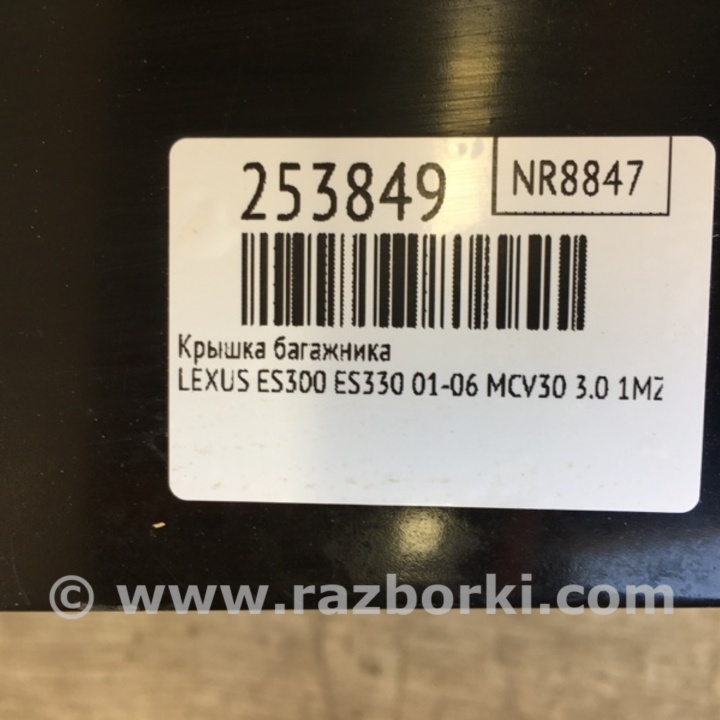 253849
NR8847
Крышка багажника
LEXUS ES300 ES330 01-06 MCV30 3.0 1MZ
© www.razborki.com